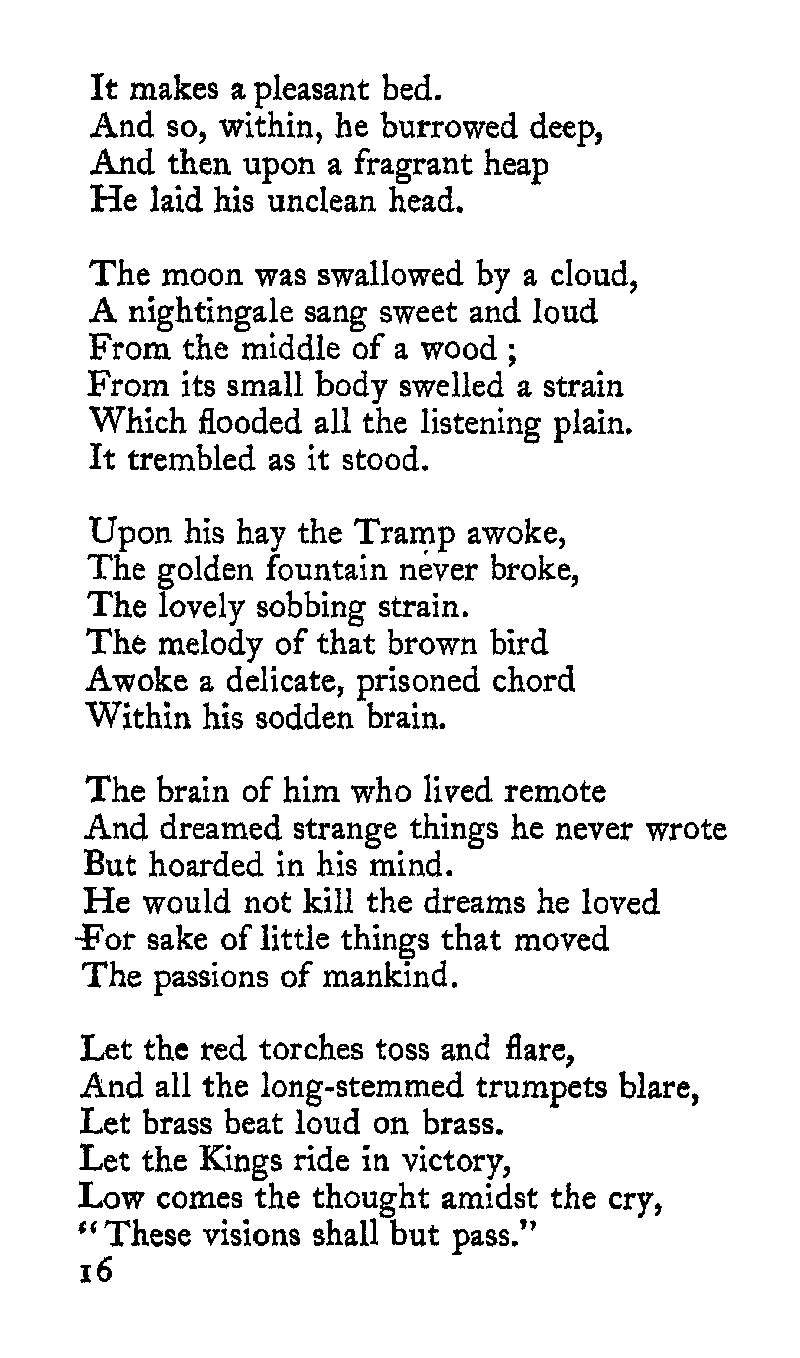 It makes a pleasant bed.
And so, within, he burrowed deep,
And then upon a fragrant heap
He laid his unclean head.

The moon was swallowed by a cloud,
A nightingale sang sweet and loud
From the middle of a wood ;
From its small body swelled a strain
Which flooded all the listening plain.
It trembled as it stood.

Upon his hay the Tramp awoke,
The golden fountain never broke,
The lovely sobbing strain.
The melody of that brown bird
Awoke a delicate, prisoned chord
Within his sodden brain.

The brain of him who lived remote
And dreamed strange things he never wrote
But hoarded in his mind.
He would not kill the dreams he loved
For sake of little things that moved
The passions of mankind.

Let the red torches toss and flare,
And all the long-stemmed trumpets blare,
Let brass beat loud on brass.
Let the Kings ride in victory,
Low comes the thought amidst the cry,
“ These visions shall but pass.”
16